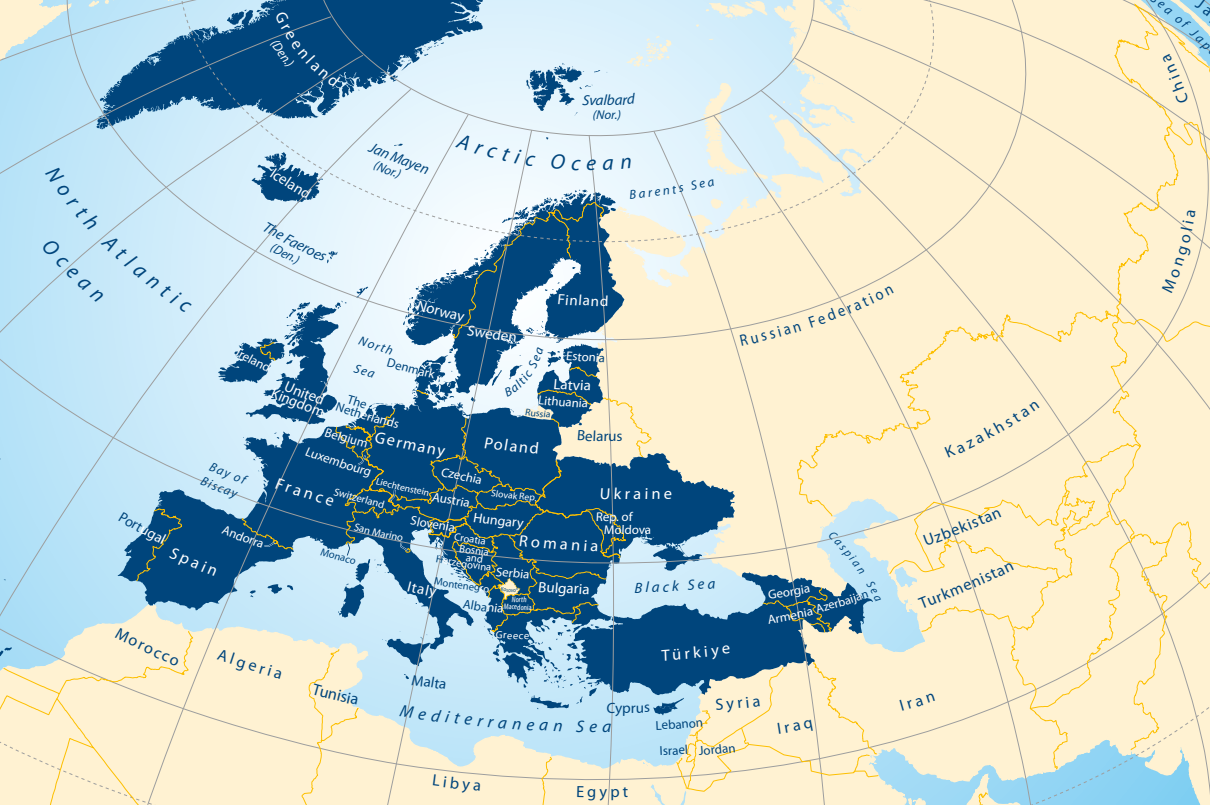 Greenland
(Den.)
Sea of Jap
China
Svalbard
(Nor.)
Jan Mayen
(Nor.)
Arctic Ocean
Barents Sea
Iceland
North Atlantic
Ocean
The Faeroes
(Den.)
Mongolia
Norway
Sweden
Finland
Russian Federation
North
Sea
Denmark
Baltic Sea
Estonia
Latvia
Lithuania
Russia
Ireland
United
Kingdom
The
Netherlands
Belgium
Luxembourg
Germany
Poland
Belarus
Kazakhstan
Bay of
Biscay
France
Liechtenstein
Switzerland
Austria
Czechia
Slovak Rep.
Ukraine
Rep. of
Moldova
Portugal
Spain
Andorra
Monaco
San Marino
Slovenia
Croatia
Bosnia
and
Herzegovina
Hungary
Romania
Serbia
Montenegro
Bulgaria
Italy
Albania
North
Macedonia
Greece
Black Sea
Georgia
Armenia
Azerbaijan
Caspian Sea
Uzbekistan
Turkmenistan
Türkiye
Morocco
Algeria
Tunisia
Malta
Mediterranean Sea
Cyprus
Syria
Lebanon
Israel
Jordan
Iraq
Iran
Libya
Egypt